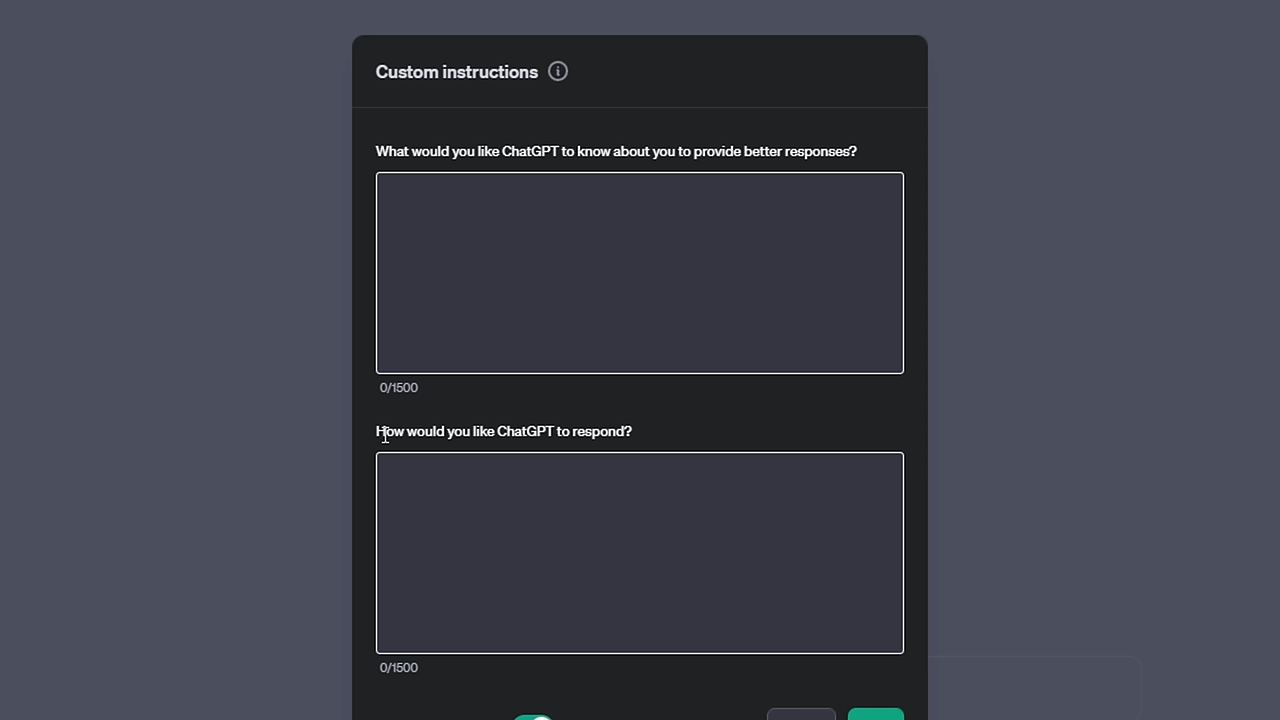 Custom instructions
What would you like ChatGPT to know about you to provide better responses?
0/1500
How would you like ChatGPT to respond?
0/1500